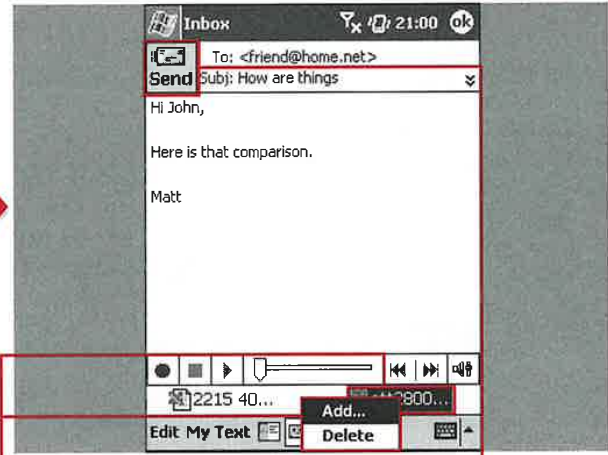 Inbox 21:00 ok
To: <friend@home.net>
Send Subj: How are things
Hi John,
Here is that comparison.
Matt
2215 40...
Add...
Edit My Text Delete